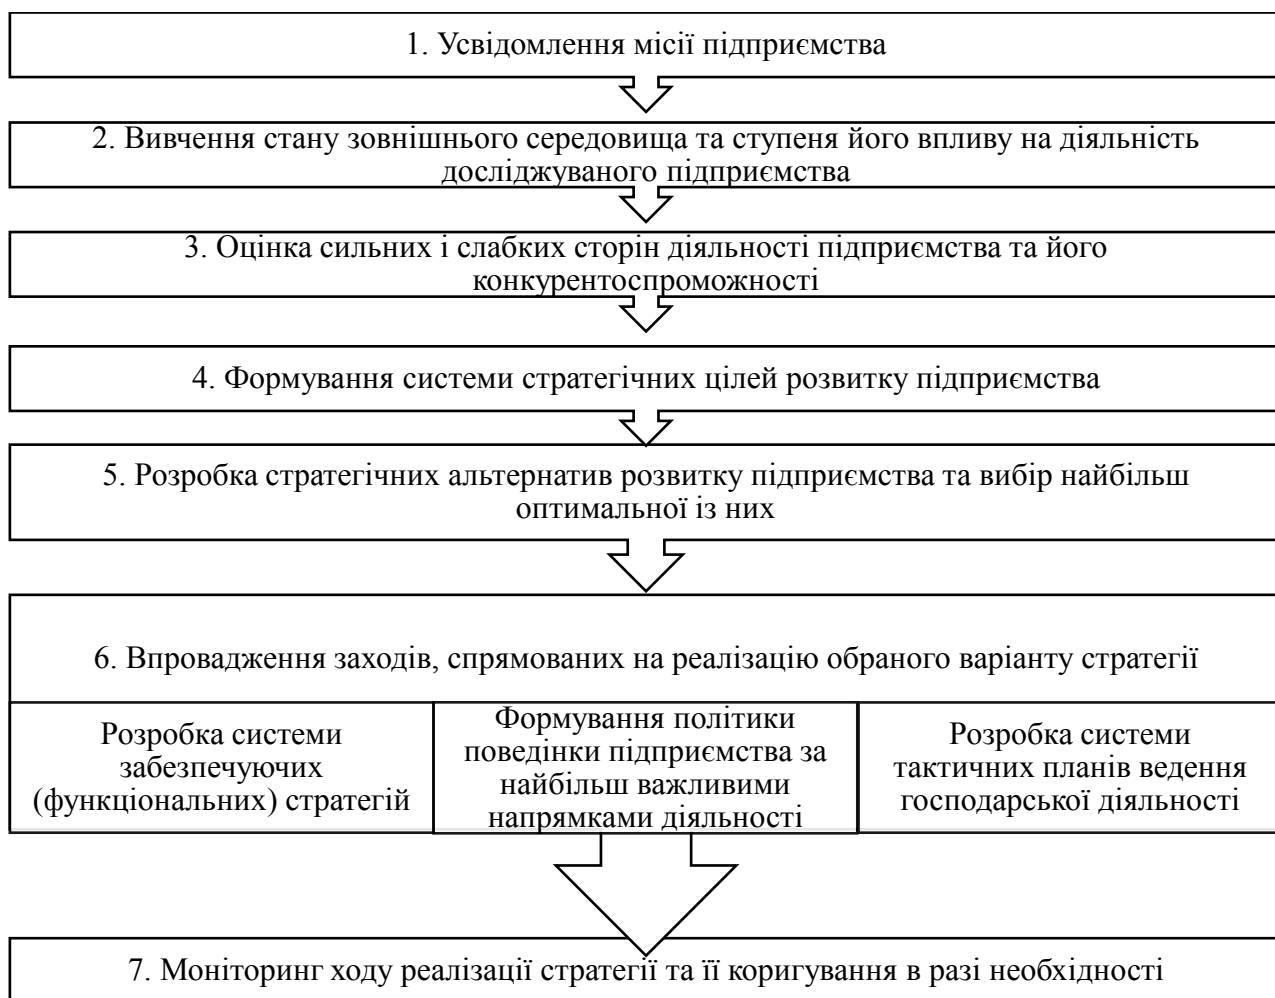 1. Усвідомлення місії підприємства
2. Вивчення стану зовнішнього середовища та ступеня його впливу на діяльність
досліджуваного підприємства
3. Оцінка сильних і слабких сторін діяльності підприємства та його
конкурентоспроможності
4. Формування системи стратегічних цілей розвитку підприємства
5. Розробка стратегічних альтернатив розвитку підприємства та вибір найбільш
оптимальної із них
6. Впровадження заходів, спрямованих на реалізацію обраного варіанту стратегії
Розробка системи
забезпечуючих
(функціональних) стратегій
Формування політики
поведінки підприємства за
найбільш важливими
напрямками діяльності
Розробка системи
тактичних планів ведення
господарської діяльності
7. Моніторинг ходу реалізації стратегії та її коригування в разі необхідності